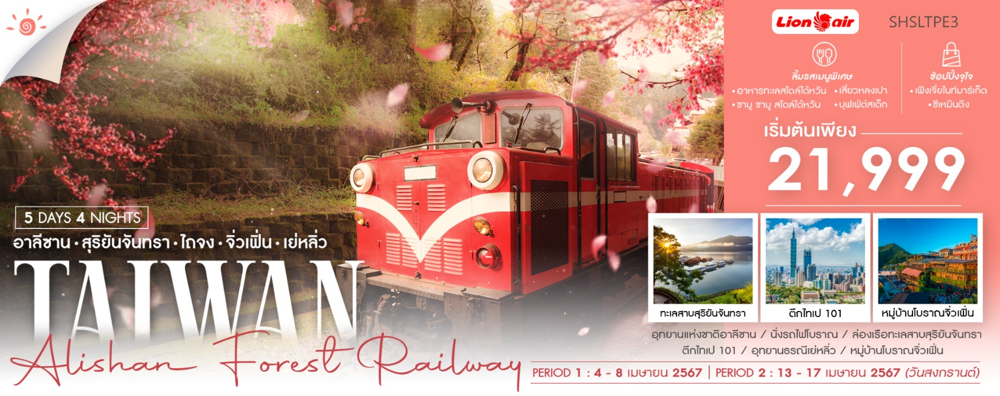 Lion air
SHSLTPE3
ลิ้มรสเมนูพิเศษ
• อาหารทะเลสไตล์ไต้หวัน • เสี่ยวหลงเปา
• ชาบู ชาบู สไตล์ไต้หวัน • บุฟเฟ่ต์สเต็ก
ช้อปปิ้งจุใจ
• เฟิงเจี่ยไนท์มาร์เก็ต
• ซีเหมินติง
เริ่มต้นเพียง
21,999
5 DAYS 4 NIGHTS
อาลีซาน • สุริยันจันทรา • ไถจง • จิ่วเฟิ่น • เย่หลิ่ว
TAIWAN
Alishan Forest Railway
ทะเลสาบสุริยันจันทรา
ตึกไทเป 101
หมู่บ้านโบราณจิ่วเฟิ่น
อุทยานแห่งชาติอาลีซาน / นั่งรถไฟโบราณ / ล่องเรือทะเลสาบสุริยันจันทรา
ตึกไทเป 101 / อุทยานธรณีเย่หลิ่ว / หมู่บ้านโบราณจิ่วเฟิ่น
PERIOD 1 : 4 - 8 เมษายน 2567 | PERIOD 2 : 13 - 17 เมษายน 2567 (วันสงกรานต์)